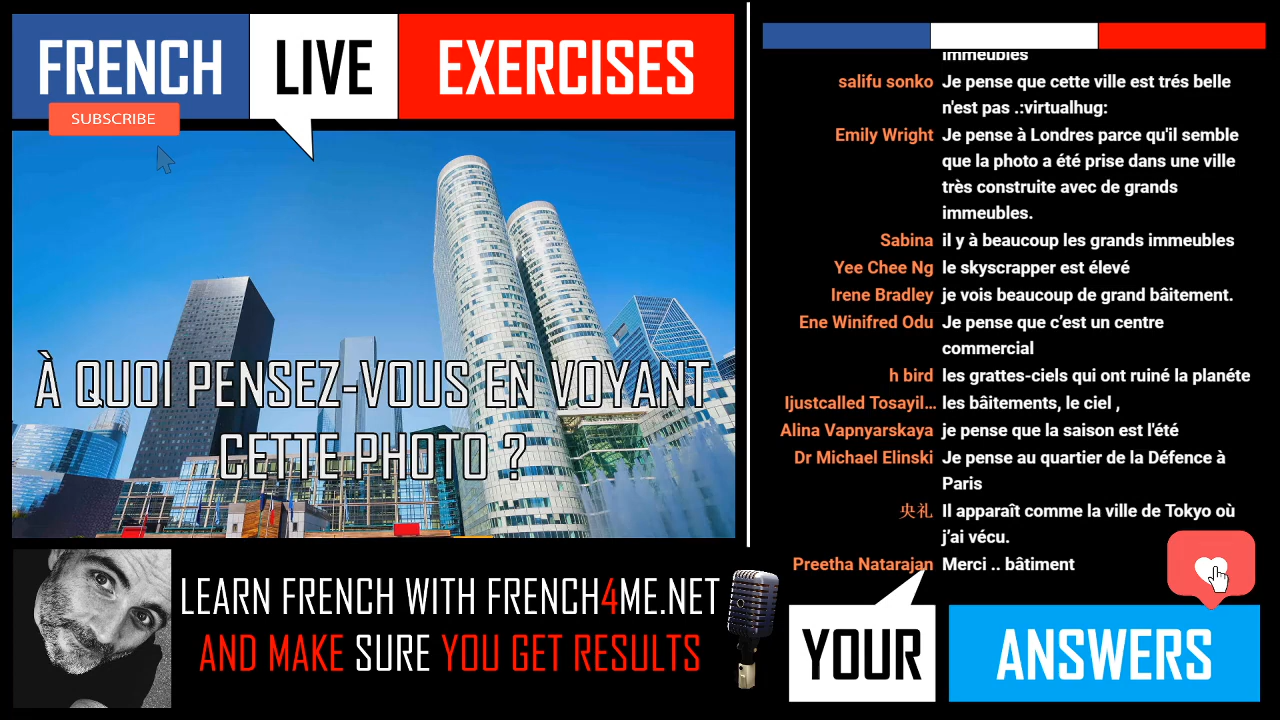 FRENCH LIVE EXERCISES
SUBSCRIBE
À QUOI PENSEZ-VOUS EN VOYANT
CETTE PHOTO ?
LEARN FRENCH WITH FRENCH4ME.NET
AND MAKE SURE YOU GET RESULTS
immeubles
salifu sonko Je pense que cette ville est trés belle
n'est pas .:virtualhug:
Emily Wright Je pense à Londres parce qu'il semble
que la photo a été prise dans une ville
très construite avec de grands
immeubles.
Sabina il y à beaucoup les grands immeubles
Yee Chee Ng le skyscrapper est élevé
Irene Bradley je vois beaucoup de grand bâitement.
Ene Winifred Odu Je pense que c’est un centre
commercial
h bird les grattes-ciels qui ont ruiné la planéte
Ijustcalled Tosayil... les bâitements, le ciel ,
Alina Vapnyarskaya je pense que la saison est l'été
Dr Michael Elinski Je pense au quartier de la Défence à
Paris
央礼 Il apparaît comme la ville de Tokyo où
j’ai vécu.
Preetha Natarajan Merci .. bâtiment
YOUR ANSWERS